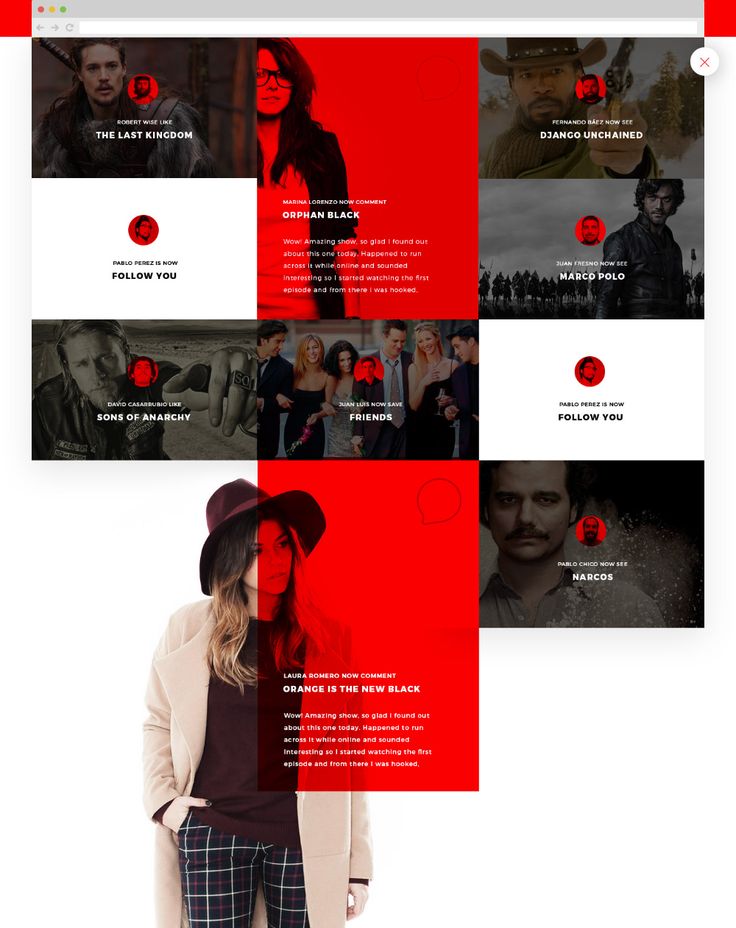 ROBERT WISE LIKE
THE LAST KINGDOM
FERNANDO BÁEZ NOW SEE
DJANGO UNCHAINED
MARINA LORENZO NOW COMMENT
ORPHAN BLACK
Wow! Amazing show, so glad I found out
about this one today. Happened to run
across it while online and sounded
interesting so I started watching the first
episode and from there I was hooked.
PABLO PEREZ IS NOW
FOLLOW YOU
JUAN FRESNO NOW SEE
MARCO POLO
DAVID CASARRUBIO LIKE
SONS OF ANARCHY
JUAN LUIS NOW SAVE
FRIENDS
PABLO PEREZ IS NOW
FOLLOW YOU
PABLO CHICO NOW SEE
NARCOS
LAURA ROMERO NOW COMMENT
ORANGE IS THE NEW BLACK
Wow! Amazing show, so glad I found out
about this one today. Happened to run
across it while online and sounded
interesting so I started watching the first
episode and from there I was hooked.